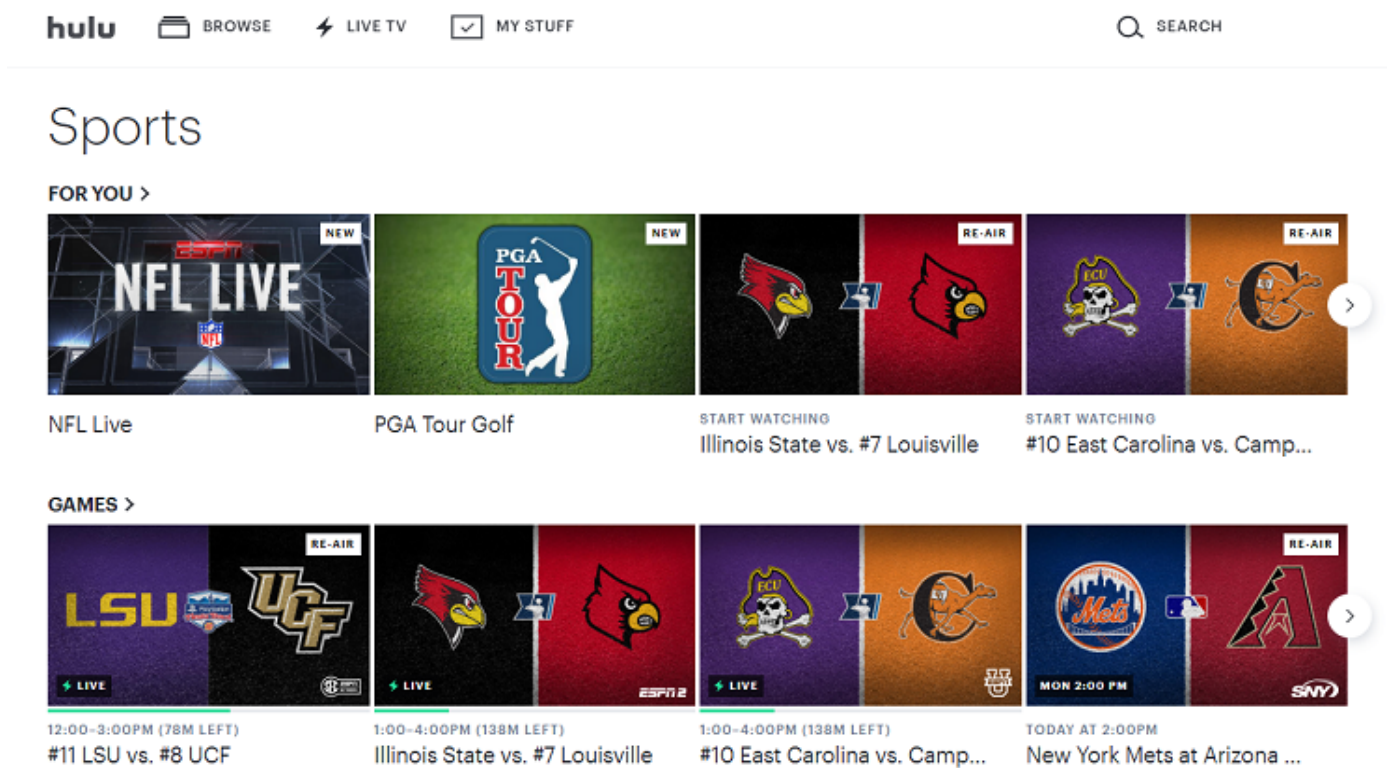 hulu BROWSE LIVE TV MY STUFF SEARCH
Sports
FOR YOU >
NEW NEW RE-AIR RE-AIR
ESPN
NFL LIVE
NFL
PGA
TOUR
ECU
C
NFL Live PGA Tour Golf
START WATCHING START WATCHING
Illinois State vs. #7 Louisville #10 East Carolina vs. Camp...
GAMES >
RE-AIR RE-AIR
LSU UCF ECU C Mets A
LIVE LIVE LIVE MON 2:00 PM
ESPN 2 SNY
12:00-3:00PM (78M LEFT) 1:00-4:00PM (138M LEFT) 1:00-4:00PM (138M LEFT) TODAY AT 2:00PM
#11 LSU vs. #8 UCF Illinois State vs. #7 Louisville #10 East Carolina vs. Camp... New York Mets at Arizona ...